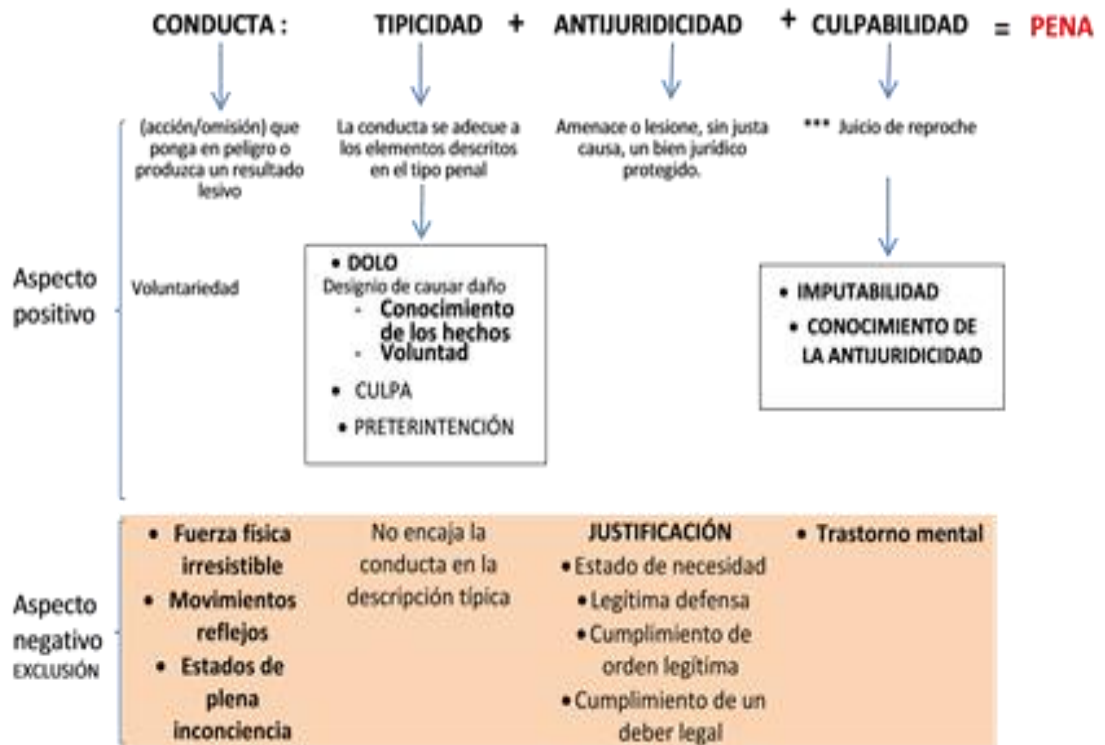 CONDUCTA : TIPICIDAD + ANTIJURIDICIDAD + CULPABILIDAD = PENA
(acción/omisión) que
ponga en peligro o
produzca un resultado
lesivo
La conducta se adecue a
los elementos descritos
en el tipo penal
Amenace o lesione, sin justa
causa, un bien jurídico
protegido.
*** Juicio de reproche
Aspecto
positivo
Voluntariedad
• DOLO
Designio de causar daño
- Conocimiento
de los hechos
- Voluntad
• CULPA
• PRETERINTENCIÓN
• IMPUTABILIDAD
• CONOCIMIENTO DE
LA ANTIJURIDICIDAD
Aspecto
negativo
EXCLUSIÓN
• Fuerza física
irresistible
• Movimientos
reflejos
• Estados de
plena
inconciencia
No encaja la
conducta en la
descripción típica
JUSTIFICACIÓN
• Estado de necesidad
• Legítima defensa
• Cumplimiento de
orden legítima
• Cumplimiento de un
deber legal
• Trastorno mental